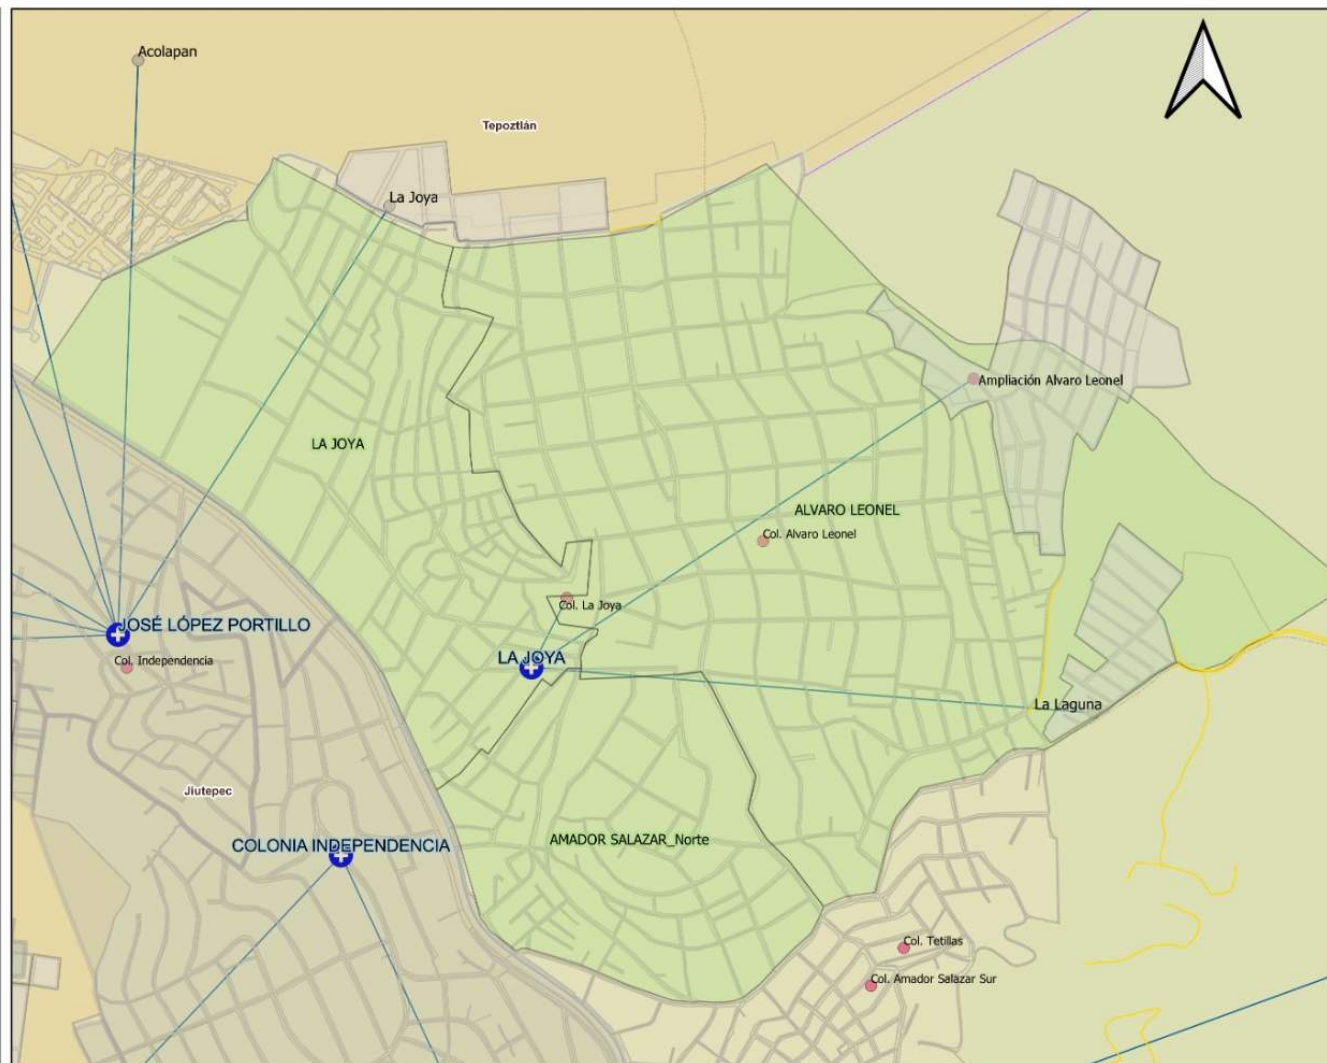 Acolapan
Tepoztlán
La Joya
Ampliación Alvaro Leonel
LA JOYA
ALVARO LEONEL
Col. Alvaro Leonel
Col. La Joya
JOSÉ LÓPEZ PORTILLO
LA JOYA
Col. Independencia
La Laguna
Jiutepec
COLONIA INDEPENDENCIA
AMADOR SALAZAR_Norte
Col. Tetillas
Col. Amador Salazar Sur